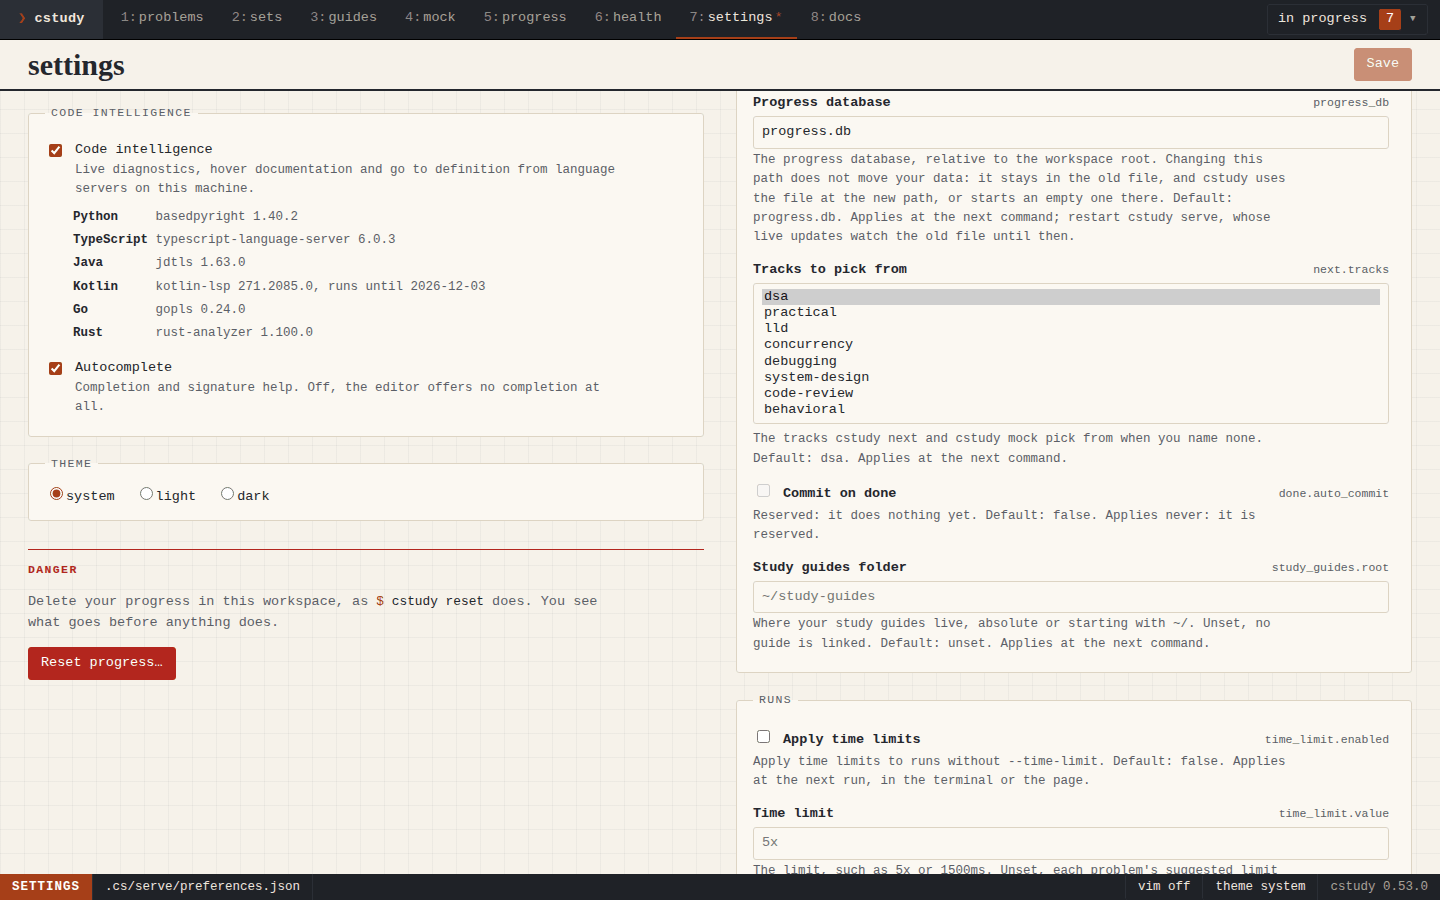 ❯ cstudy 1:problems 2:sets 3:guides 4:mock 5:progress 6:health 7:settings* 8:docs in progress 7 ▼
settings
Save
CODE INTELLIGENCE
Code intelligence
Live diagnostics, hover documentation and go to definition from language
servers on this machine.
Python basedpyright 1.40.2
TypeScript typescript-language-server 6.0.3
Java jdtls 1.63.0
Kotlin kotlin-lsp 271.2085.0, runs until 2026-12-03
Go gopls 0.24.0
Rust rust-analyzer 1.100.0
Autocomplete
Completion and signature help. Off, the editor offers no completion at
all.
THEME
system light dark
DANGER
Delete your progress in this workspace, as $ cstudy reset does. You see
what goes before anything does.
Reset progress…
Progress database progress_db
progress.db
The progress database, relative to the workspace root. Changing this
path does not move your data: it stays in the old file, and cstudy uses
the file at the new path, or starts an empty one there. Default:
progress.db. Applies at the next command; restart cstudy serve, whose
live updates watch the old file until then.
Tracks to pick from next.tracks
dsa
practical
lld
concurrency
debugging
system-design
code-review
behavioral
The tracks cstudy next and cstudy mock pick from when you name none.
Default: dsa. Applies at the next command.
Commit on done done.auto_commit
Reserved: it does nothing yet. Default: false. Applies never: it is
reserved.
Study guides folder study_guides.root
~/study-guides
Where your study guides live, absolute or starting with ~/. Unset, no
guide is linked. Default: unset. Applies at the next command.
RUNS
Apply time limits time_limit.enabled
Apply time limits to runs without --time-limit. Default: false. Applies
at the next run, in the terminal or the page.
Time limit time_limit.value
5x
The limit, such as 5x or 1500ms. Unset, each problem's suggested limit
SETTINGS .cs/serve/preferences.json vim off theme system cstudy 0.53.0